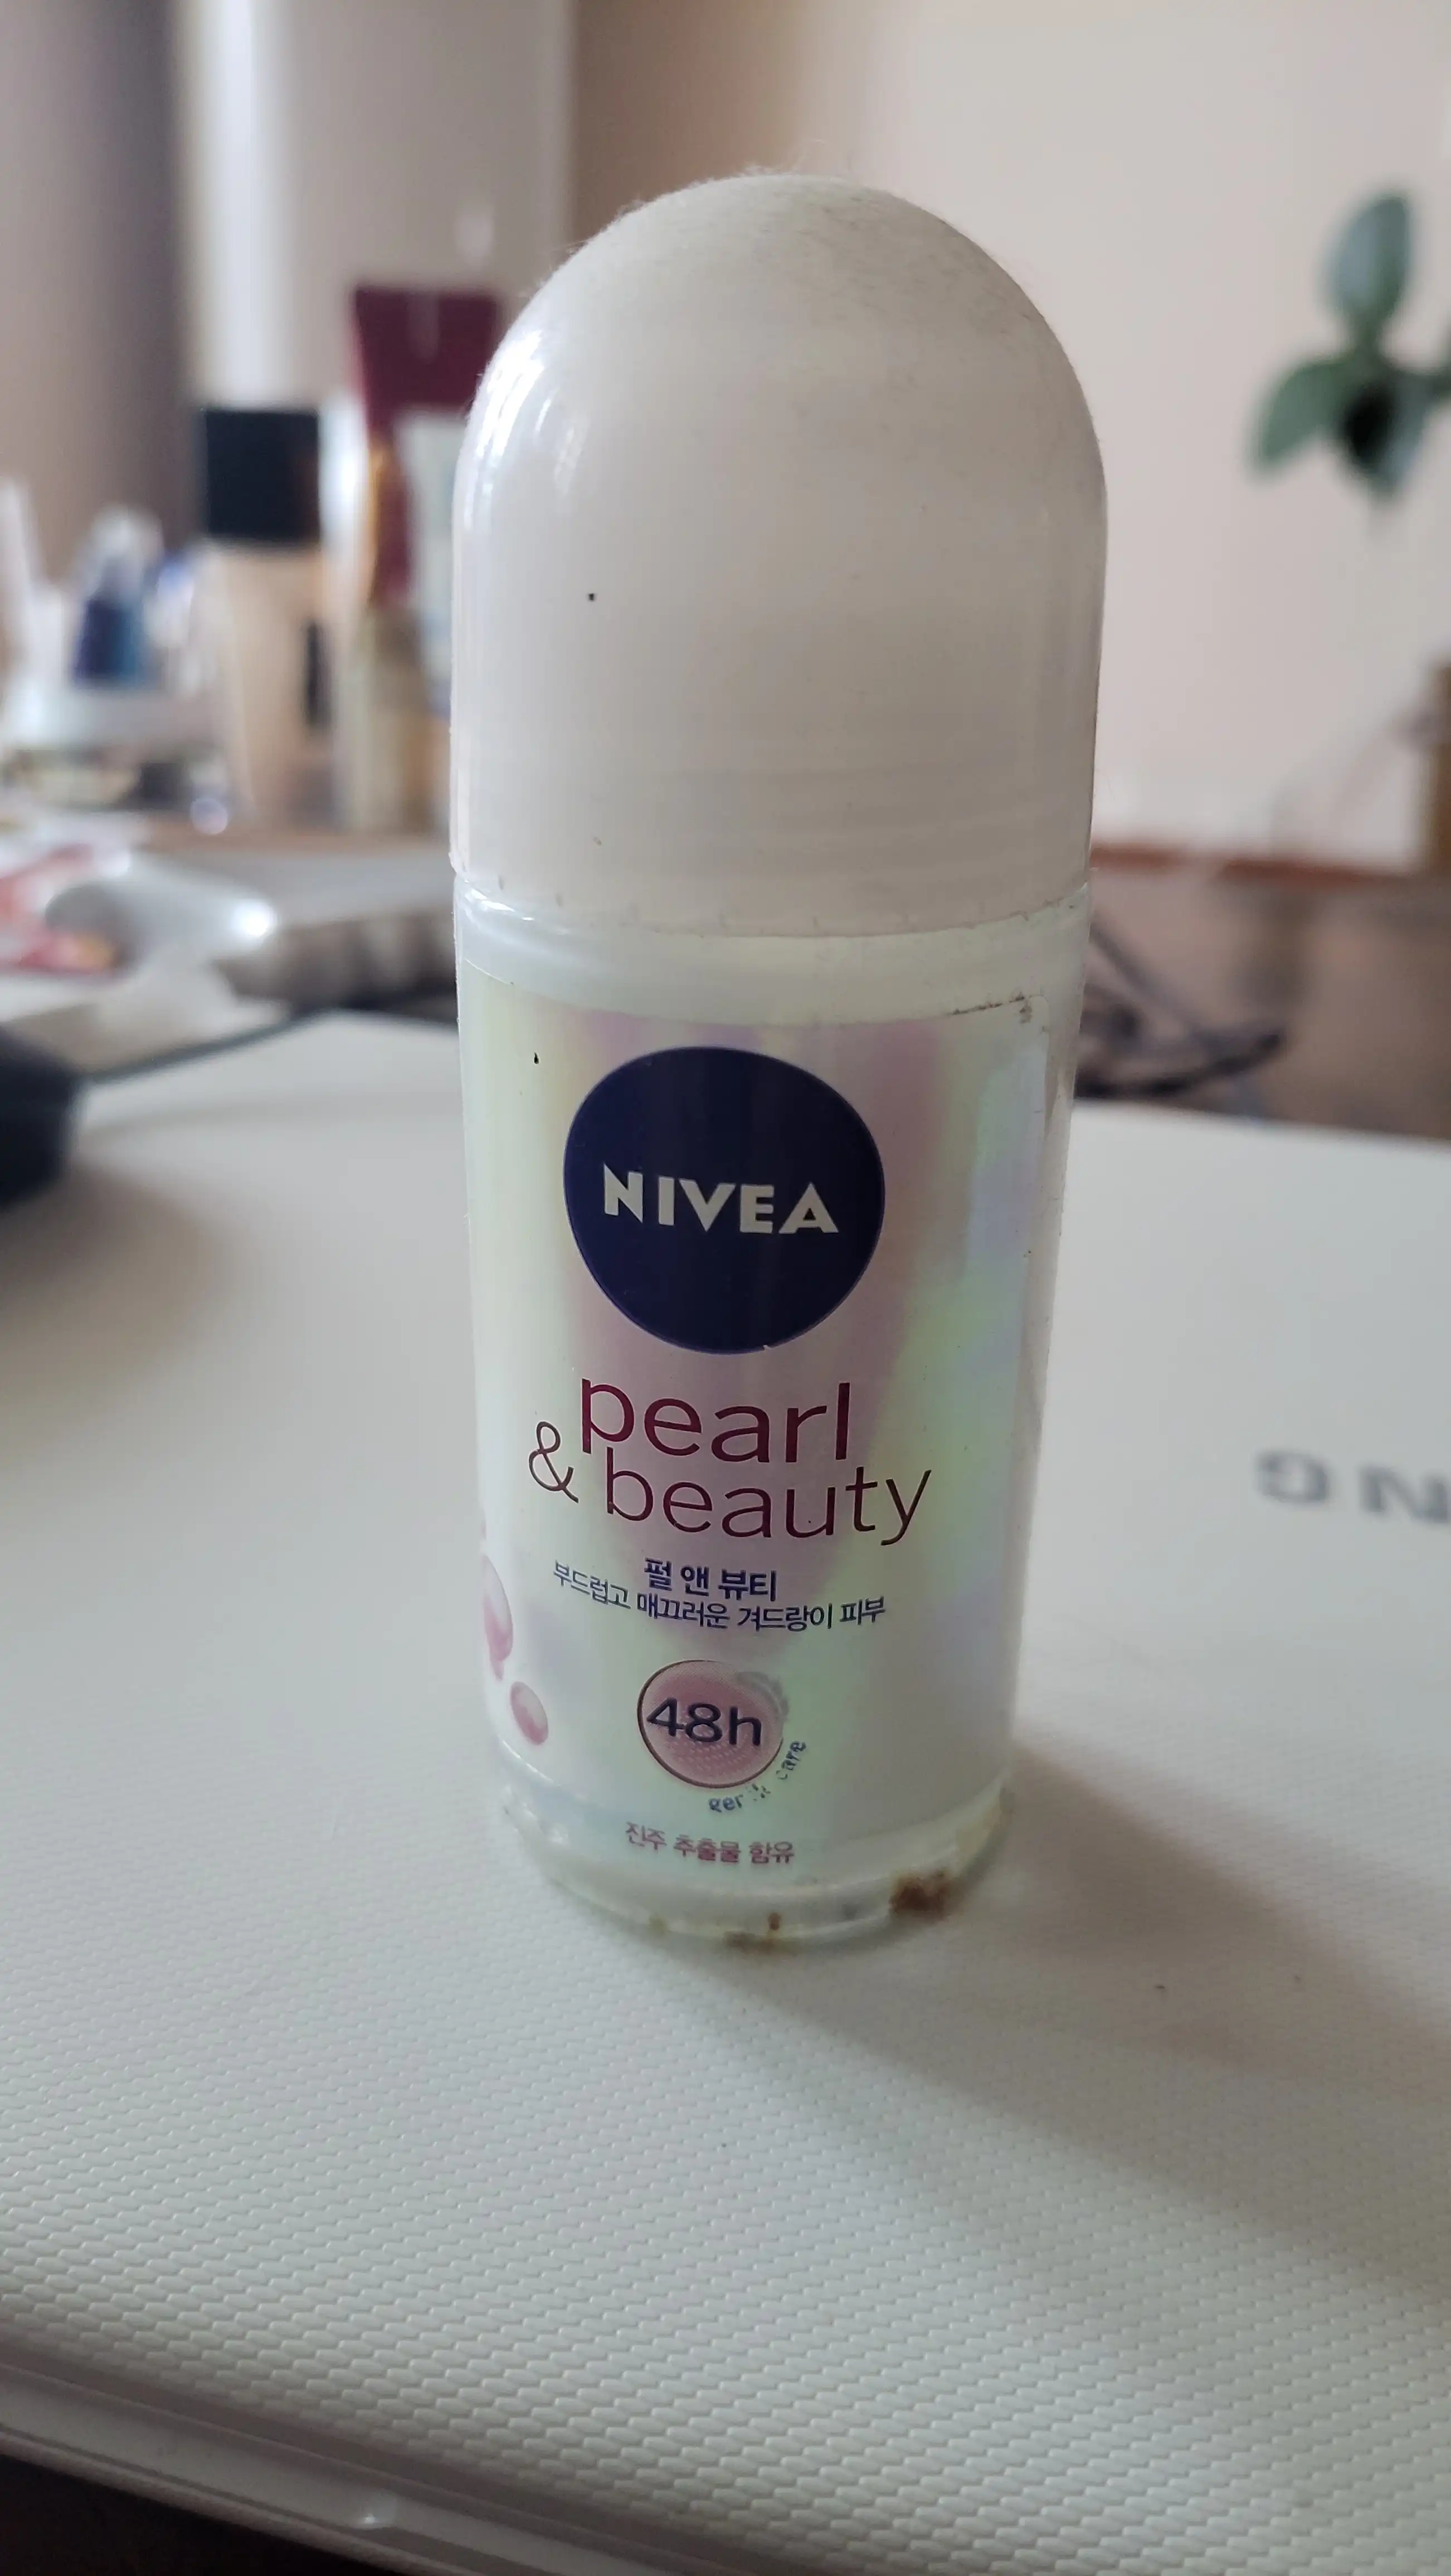 NIVEA
pearl
& beauty
펄 앤 뷰티
부드럽고 매끄러운 겨드랑이 피부
48h
care
진주 추출물 함유
NG